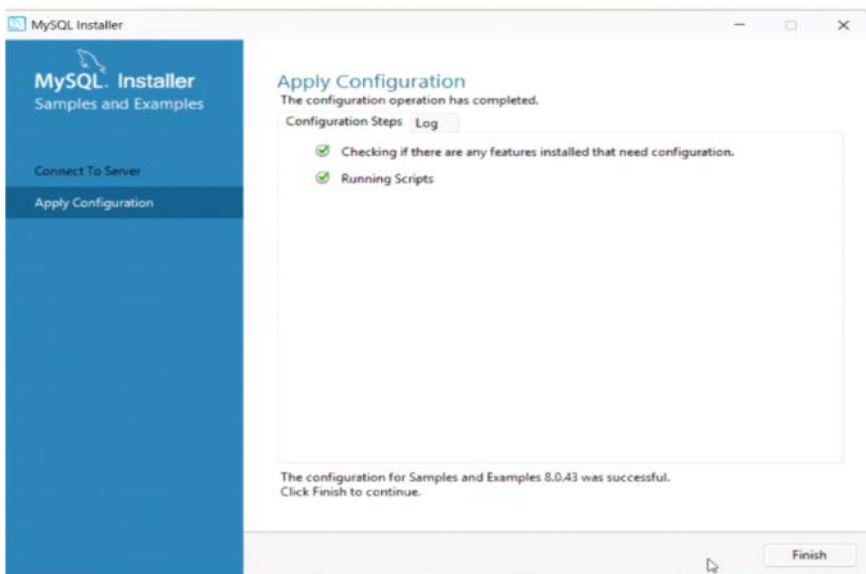 MySQL Installer
MySQL. Installer
Samples and Examples
Connect To Server
Apply Configuration
Apply Configuration
The configuration operation has completed.
Configuration Steps Log
Checking if there are any features installed that need configuration.
Running Scripts
The configuration for Samples and Examples 8.0.43 was successful.
Click Finish to continue.
Finish